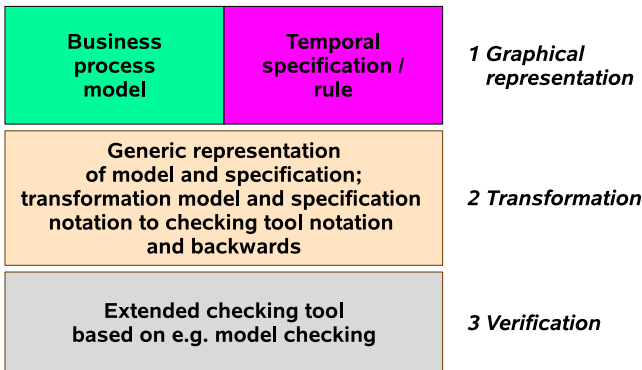 Business
process
model
Temporal
specification /
rule
1 Graphical
representation
Generic representation
of model and specification;
transformation model and specification
notation to checking tool notation
and backwards
2 Transformation
Extended checking tool
based on e.g. model checking
3 Verification